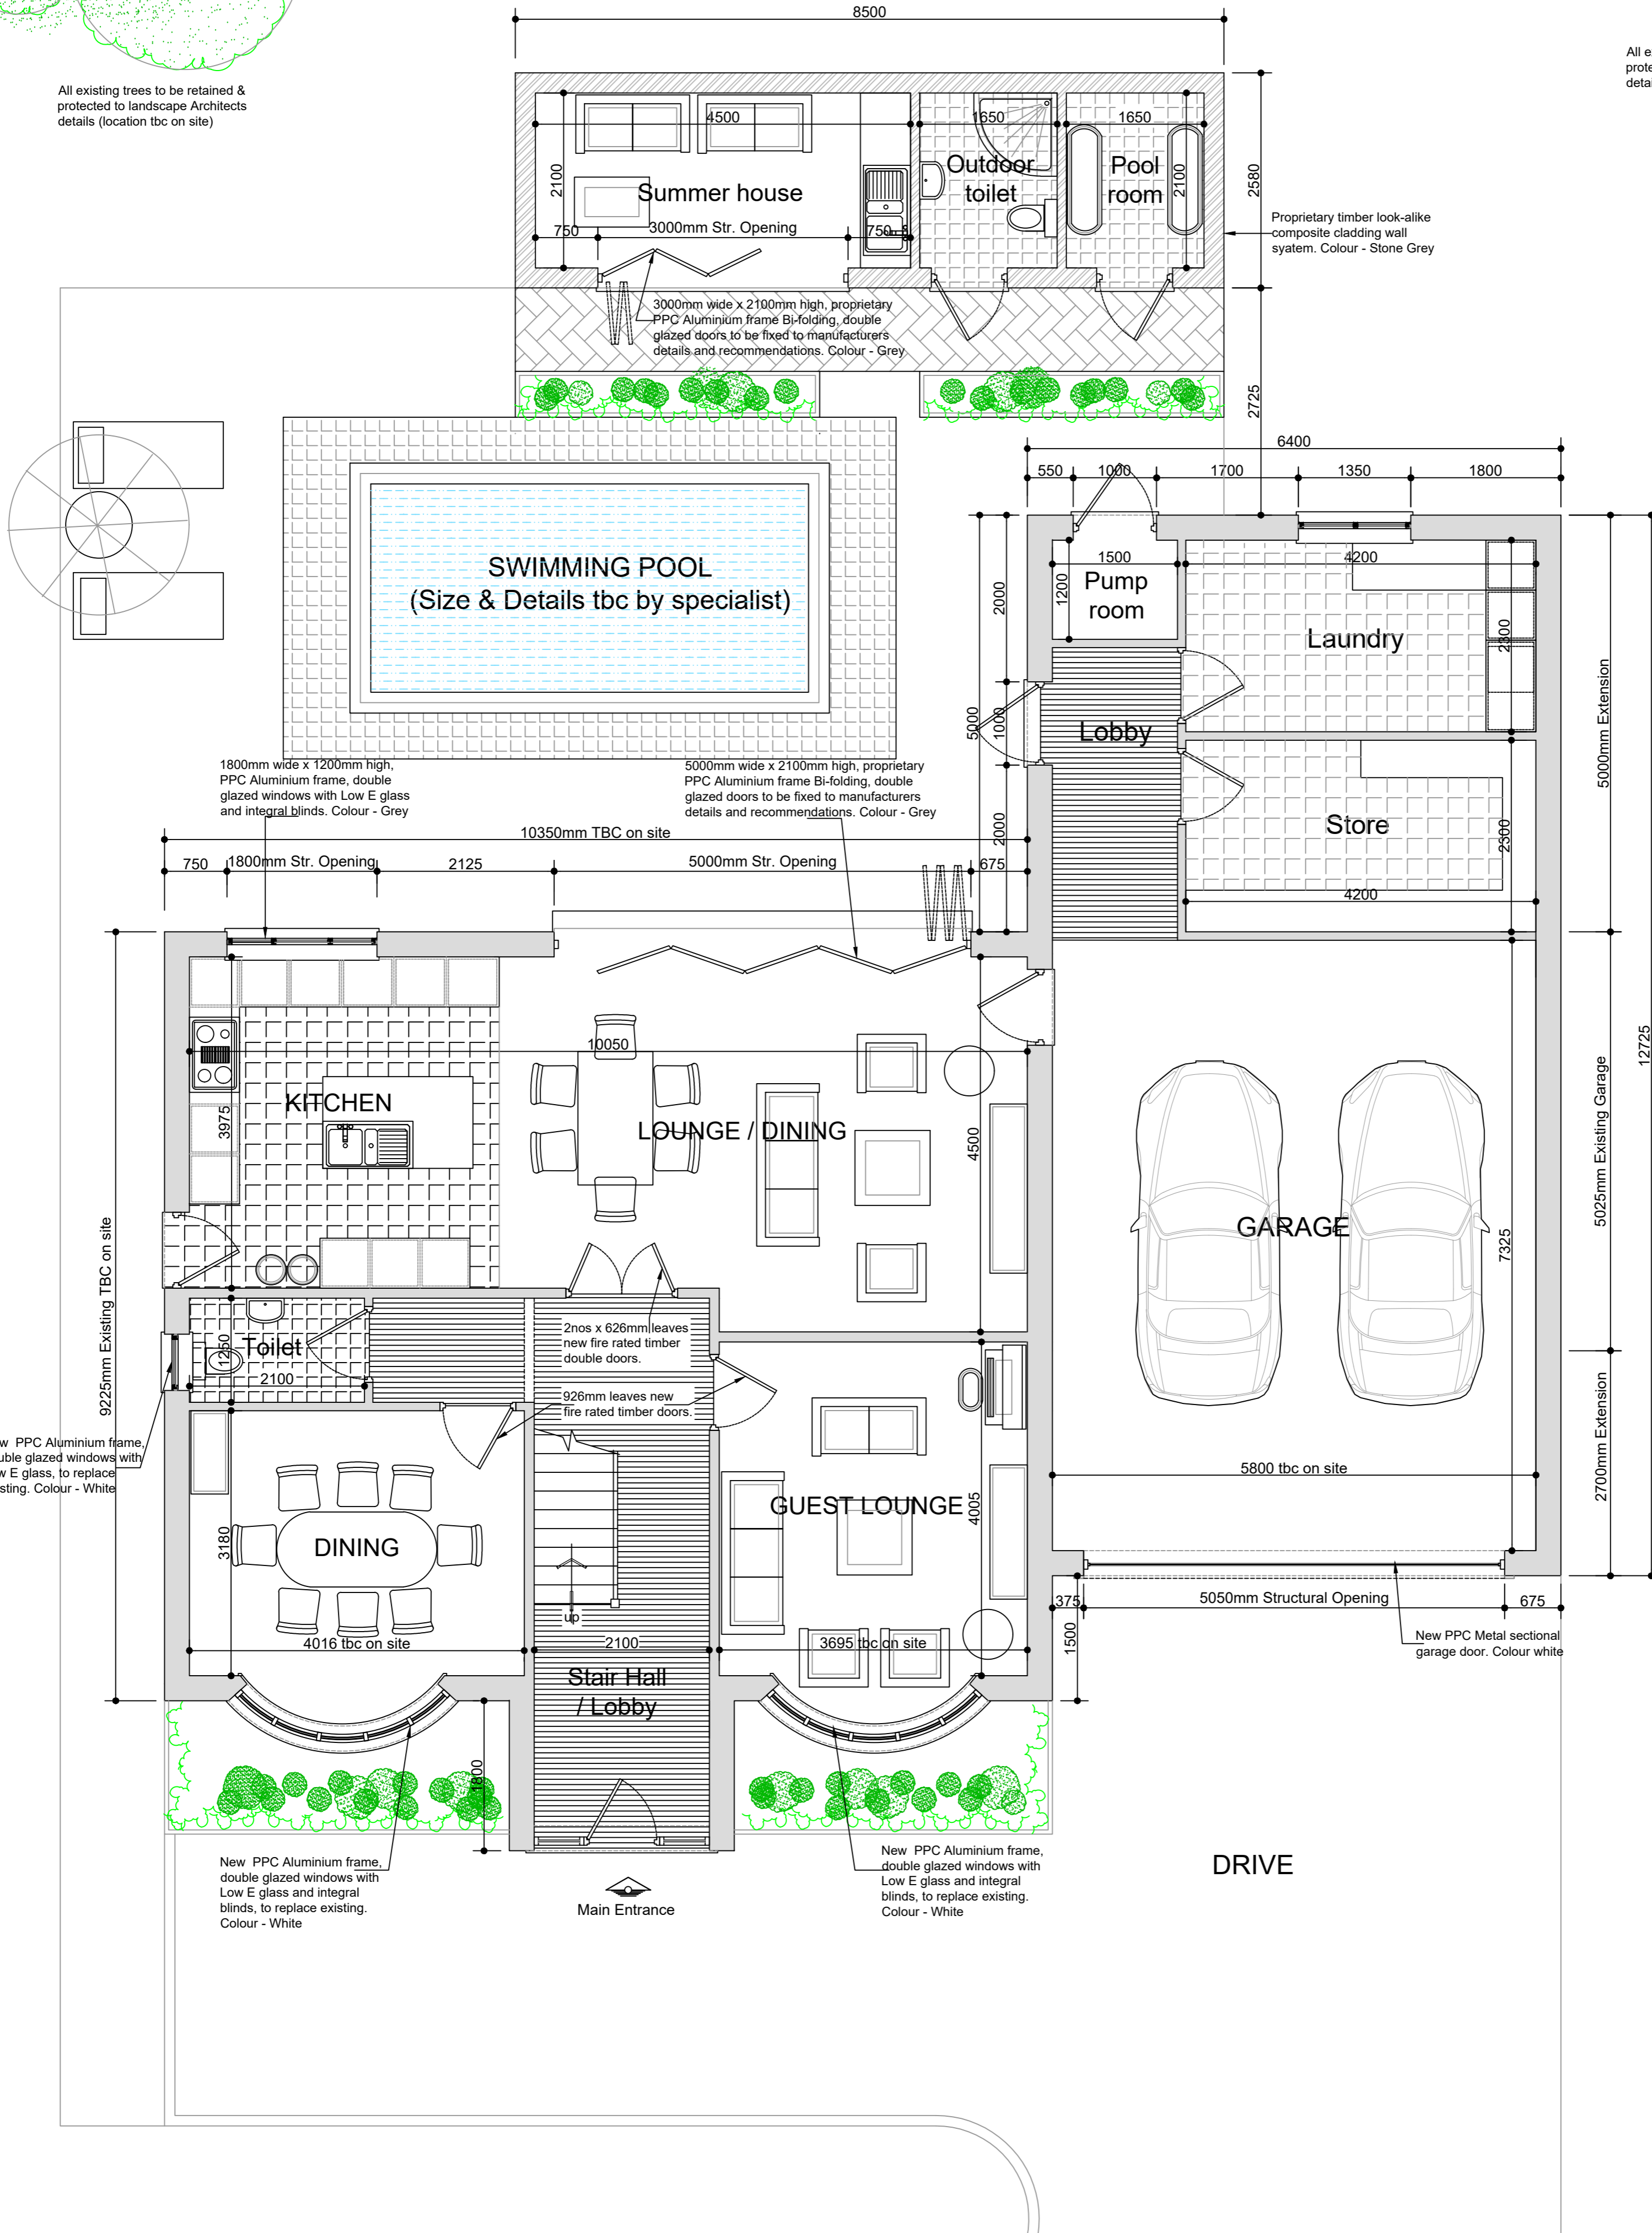 8500
All existing trees to be retained &
protected to landscape Architects
details (location tbc on site)
All e
prote
detai
4500
1650
1650
2100
Summer house
Outdoor
toilet
Pool
room
2100
2580
750
3000mm Str. Opening
750
Proprietary timber look-alike
composite cladding wall
syatem. Colour - Stone Grey
3000mm wide x 2100mm high, proprietary
PPC Aluminium frame Bi-folding, double
glazed doors to be fixed to manufacturers
details and recommendations. Colour - Grey
2725
6400
550
1000
1700
1350
1800
SWIMMING POOL
(Size & Details tbc by specialist)
2000
1500
1200
Pump
room
4200
2300
Laundry
5000mm Extension
5000
1000
Lobby
1800mm wide x 1200mm high,
PPC Aluminium frame, double
glazed windows with Low E glass
and integral blinds. Colour - Grey
5000mm wide x 2100mm high, proprietary
PPC Aluminium frame Bi-folding, double
glazed doors to be fixed to manufacturers
details and recommendations. Colour - Grey
2000
Store
2300
4200
10350mm TBC on site
750
1800mm Str. Opening
2125
5000mm Str. Opening
675
12725
10050
KITCHEN
3975
LOUNGE / DINING
4500
5025mm Existing Garage
GARAGE
7325
9225mm Existing TBC on site
Toilet
1250
2100
2nos x 626mm leaves
new fire rated timber
double doors.
926mm leaves new
fire rated timber doors.
w PPC Aluminium frame,
uble glazed windows with
w E glass, to replace
sting. Colour - White
2700mm Extension
5800 tbc on site
GUEST LOUNGE
4005
DINING
3180
up
4016 tbc on site
2100
3695 tbc on site
Stair Hall
/ Lobby
375
5050mm Structural Opening
675
1500
New PPC Metal sectional
garage door. Colour white
1800
New PPC Aluminium frame,
double glazed windows with
Low E glass and integral
blinds, to replace existing.
Colour - White
New PPC Aluminium frame,
double glazed windows with
Low E glass and integral
blinds, to replace existing.
Colour - White
Main Entrance
DRIVE